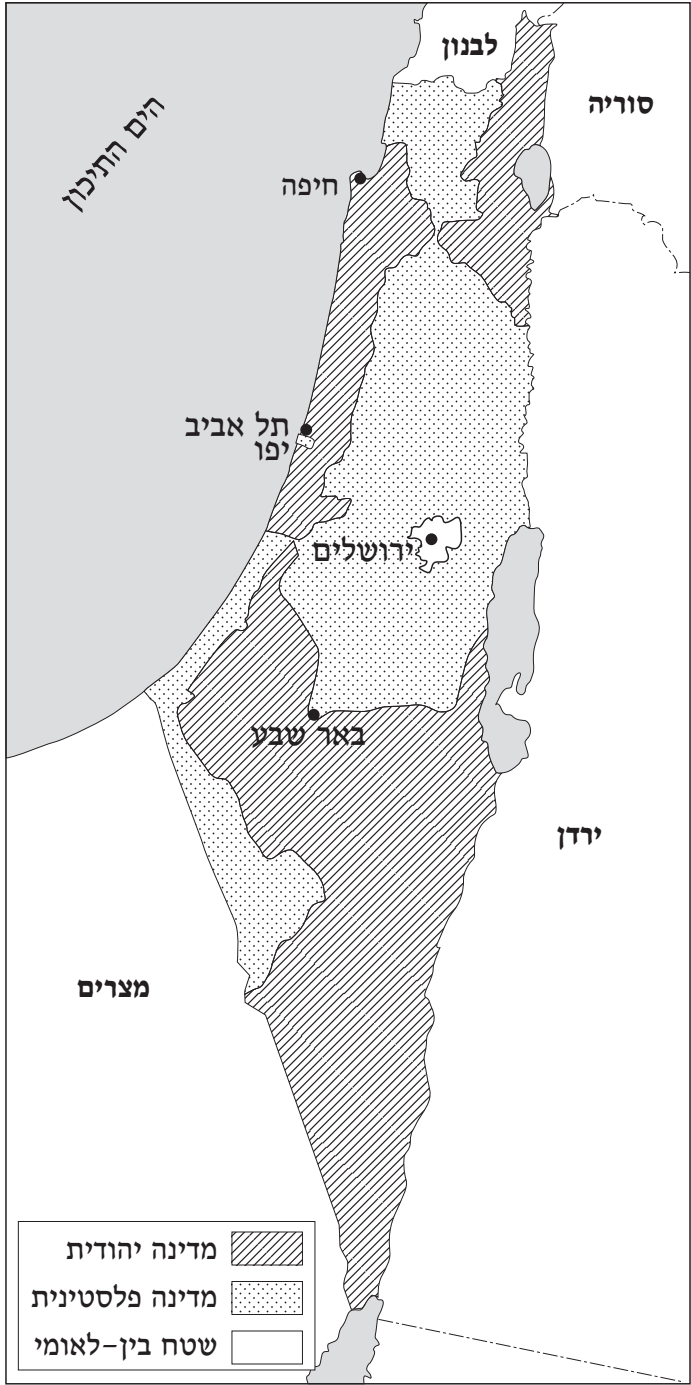 לבנון
סוריה
הים התיכון
חיפה
תל אביב
יפו
ירושלים
באר שבע
ירדן
מצרים
מדינה יהודית
מדינה פלסטינית
שטח בין-לאומי